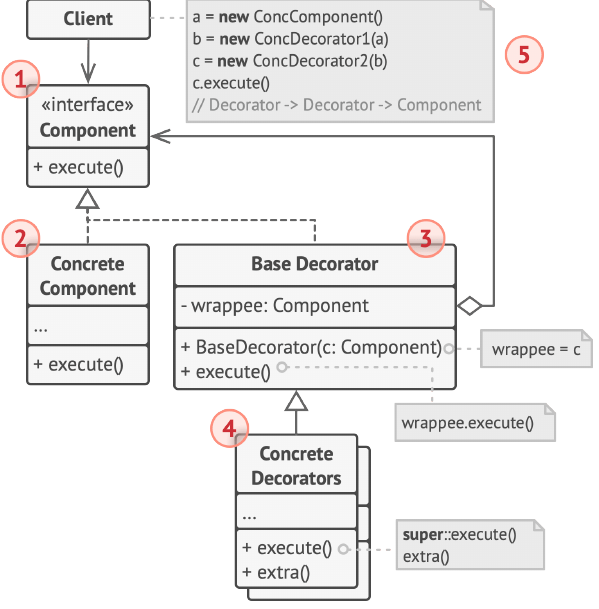 Client
a = new ConcComponent()
b = new ConcDecorator1(a)
c = new ConcDecorator2(b)
c.execute()
// Decorator -> Decorator -> Component
5
1
«interface»
Component
+ execute()
2
Concrete
Component
...
+ execute()
3
Base Decorator
- wrappee: Component
+ BaseDecorator(c: Component)
+ execute()
wrappee = c
wrappee.execute()
4
Concrete
Decorators
...
+ execute()
+ extra()
super::execute()
extra()